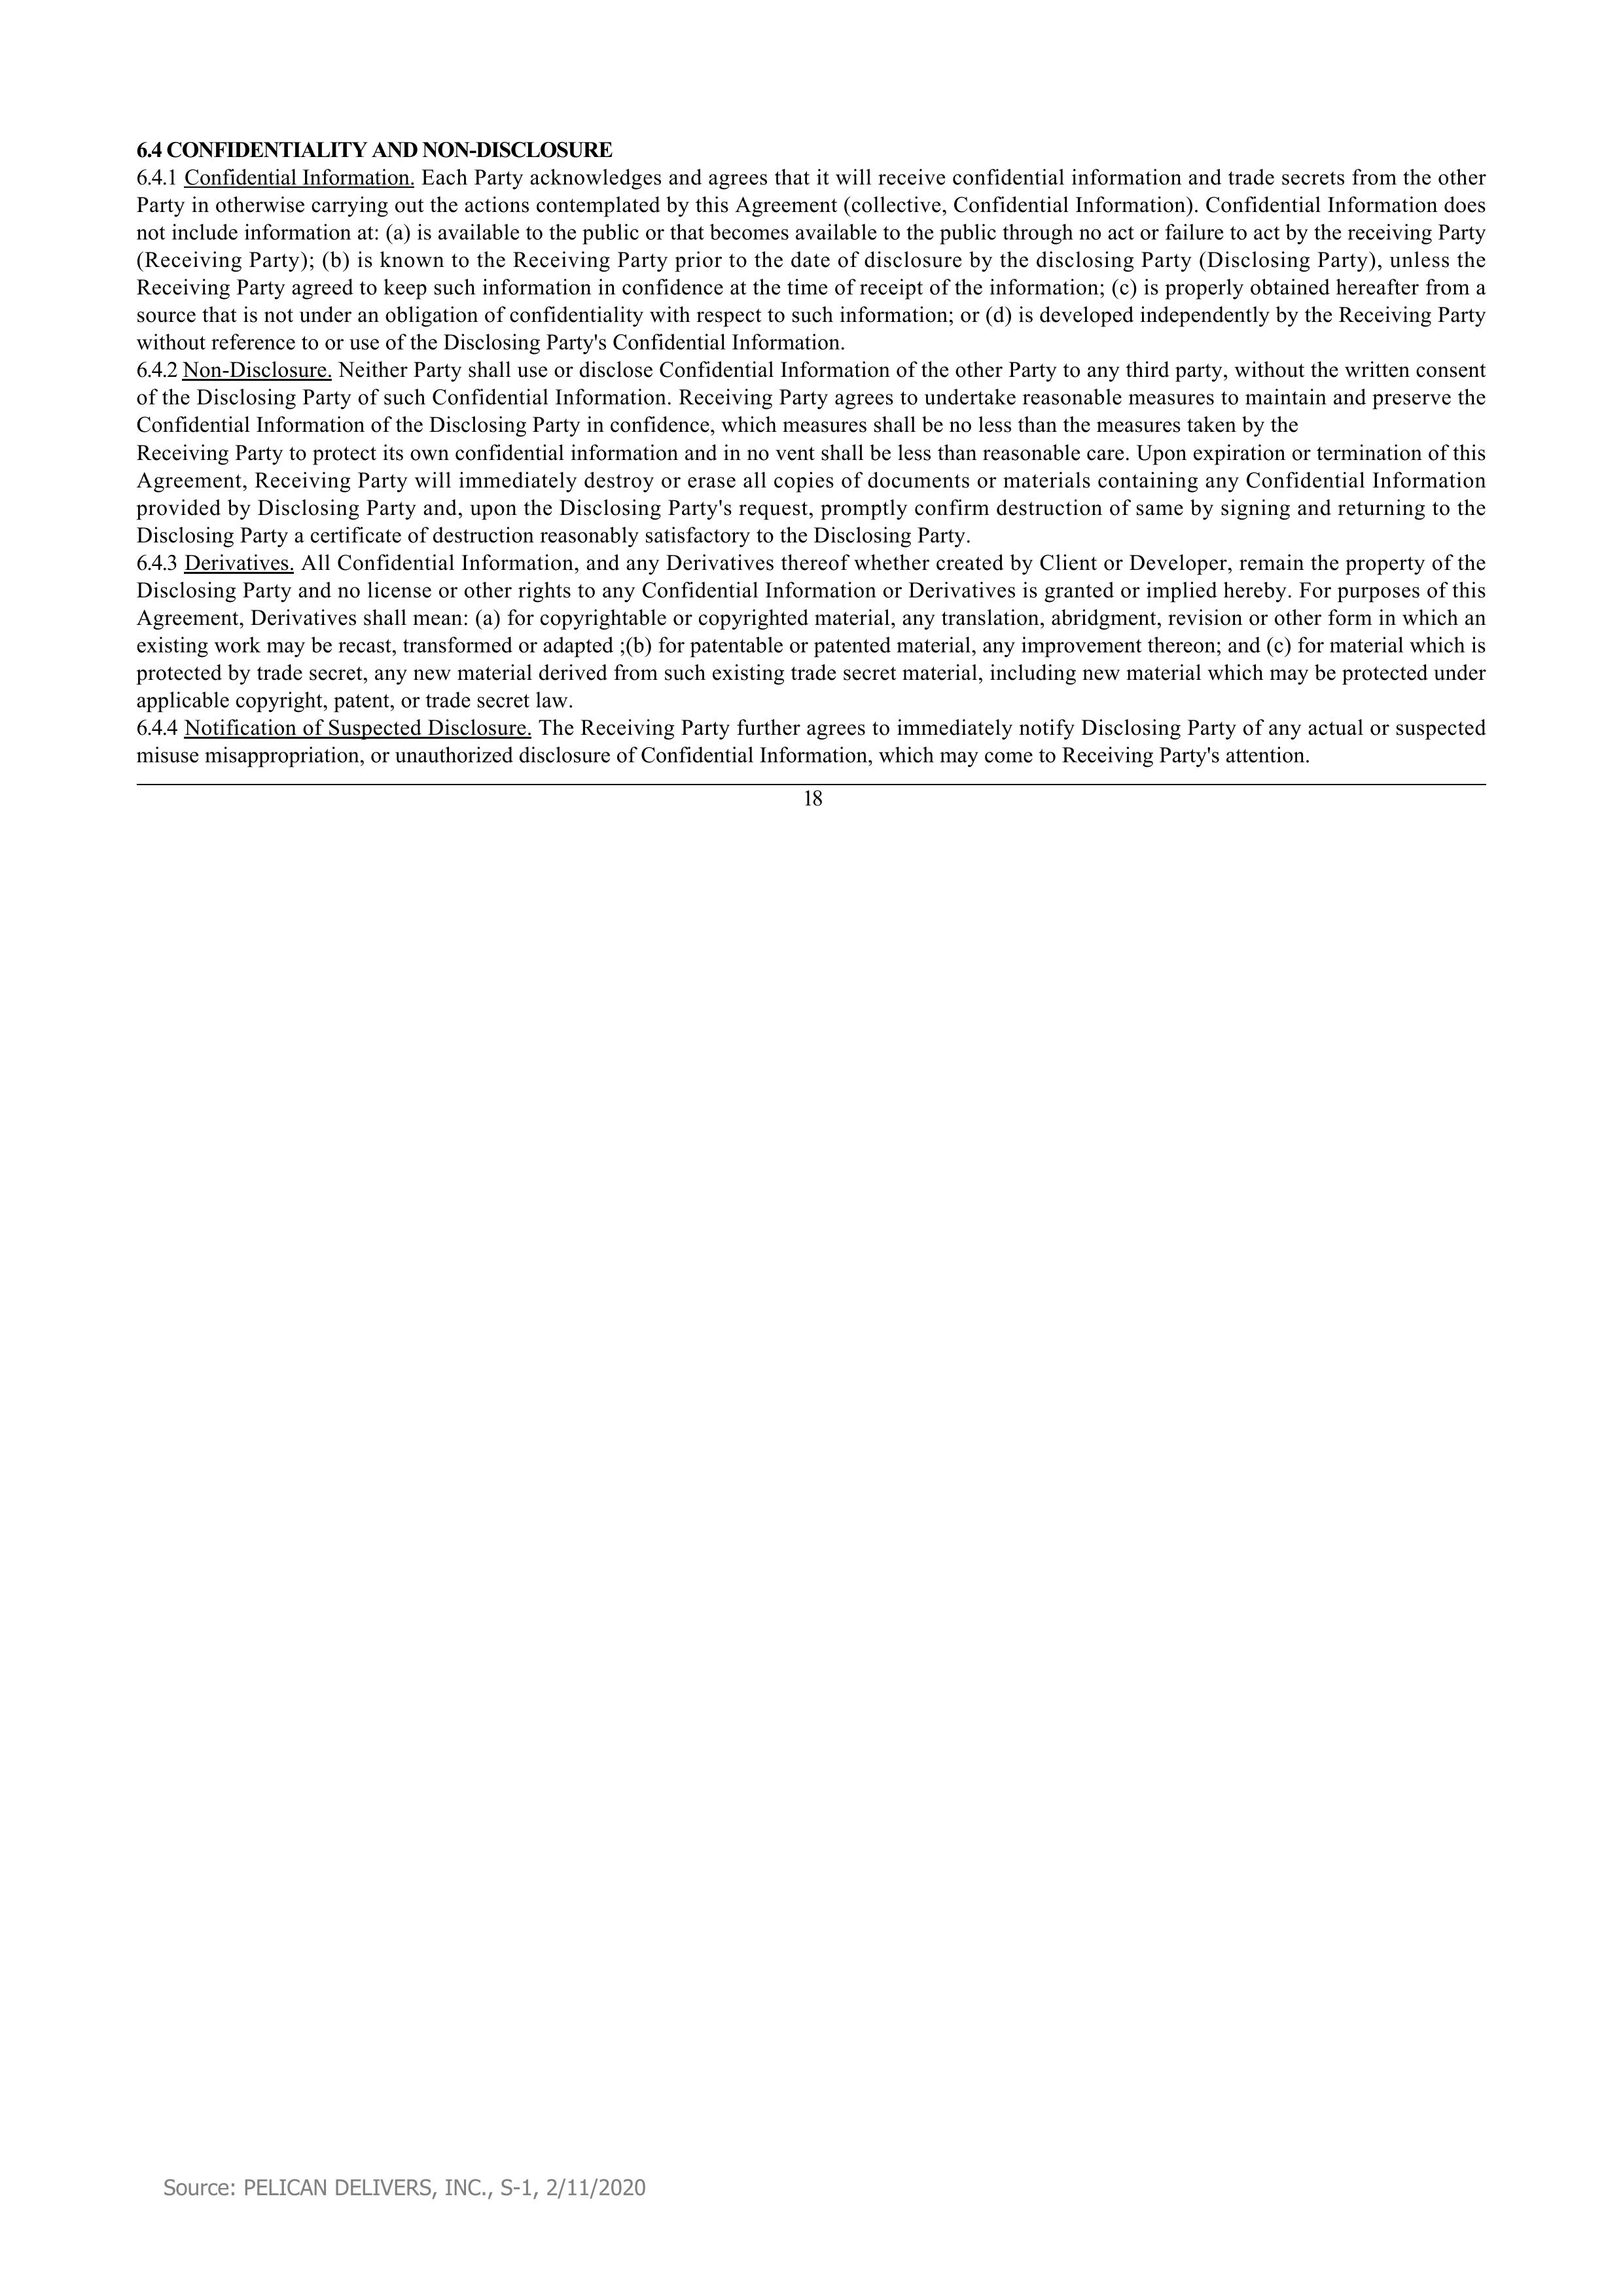 6.4 CONFIDENTIALITY AND NON-DISCLOSURE
6.4.1 Confidential Information. Each Party acknowledges and agrees that it will receive confidential information and trade secrets from the other
Party in otherwise carrying out the actions contemplated by this Agreement (collective, Confidential Information). Confidential Information does
not include information at: (a) is available to the public or that becomes available to the public through no act or failure to act by the receiving Party
(Receiving Party); (b) is known to the Receiving Party prior to the date of disclosure by the disclosing Party (Disclosing Party), unless the
Receiving Party agreed to keep such information in confidence at the time of receipt of the information; (c) is properly obtained hereafter from a
source that is not under an obligation of confidentiality with respect to such information; or (d) is developed independently by the Receiving Party
without reference to or use of the Disclosing Party's Confidential Information.
6.4.2 Non-Disclosure. Neither Party shall use or disclose Confidential Information of the other Party to any third party, without the written consent
of the Disclosing Party of such Confidential Information. Receiving Party agrees to undertake reasonable measures to maintain and preserve the
Confidential Information of the Disclosing Party in confidence, which measures shall be no less than the measures taken by the
Receiving Party to protect its own confidential information and in no vent shall be less than reasonable care. Upon expiration or termination of this
Agreement, Receiving Party will immediately destroy or erase all copies of documents or materials containing any Confidential Information
provided by Disclosing Party and, upon the Disclosing Party's request, promptly confirm destruction of same by signing and returning to the
Disclosing Party a certificate of destruction reasonably satisfactory to the Disclosing Party.
6.4.3 Derivatives. All Confidential Information, and any Derivatives thereof whether created by Client or Developer, remain the property of the
Disclosing Party and no license or other rights to any Confidential Information or Derivatives is granted or implied hereby. For purposes of this
Agreement, Derivatives shall mean: (a) for copyrightable or copyrighted material, any translation, abridgment, revision or other form in which an
existing work may be recast, transformed or adapted ;(b) for patentable or patented material, any improvement thereon; and (c) for material which is
protected by trade secret, any new material derived from such existing trade secret material, including new material which may be protected under
applicable copyright, patent, or trade secret law.
6.4.4 Notification of Suspected Disclosure. The Receiving Party further agrees to immediately notify Disclosing Party of any actual or suspected
misuse misappropriation, or unauthorized disclosure of Confidential Information, which may come to Receiving Party's attention.
18
Source: PELICAN DELIVERS, INC., S-1, 2/11/2020